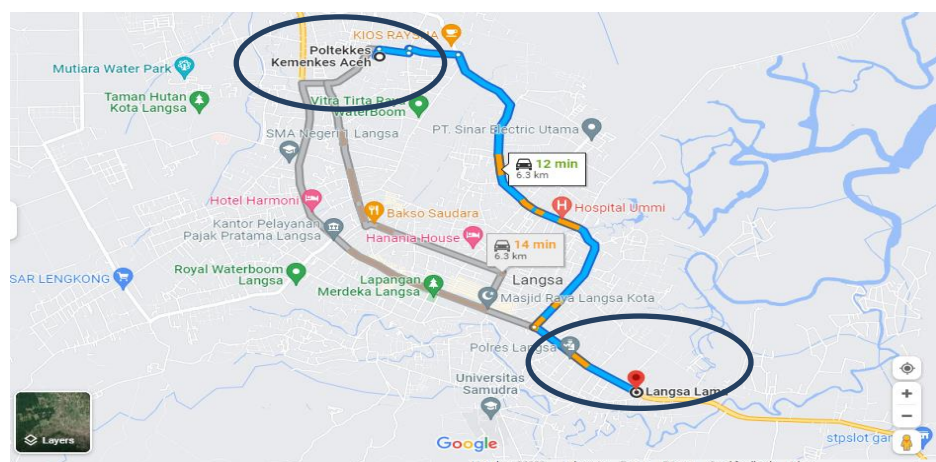 KIOS RAYSHA
Poltekkes
Kemenkes Aceh
Mutiara Water Park
Taman Hutan
Kota Langsa
Vitra Tirta Raya
WaterBoom
SMA Negeri 1 Langsa
PT. Sinar Electric Utama
12 min
6.3 km
Hotel Harmoni
Bakso Saudara
Hospital Ummi
Kantor Pelayanan
Pajak Pratama Langsa
Hanania House
14 min
6.3 km
Royal Waterboom
Langsa
SAR LENGKONG
Lapangan
Merdeka Langsa
Langsa
Masjid Raya Langsa Kota
Polres Langsa
Universitas
Samudra
Langsa Lama
Layers
Google
stpslot gar